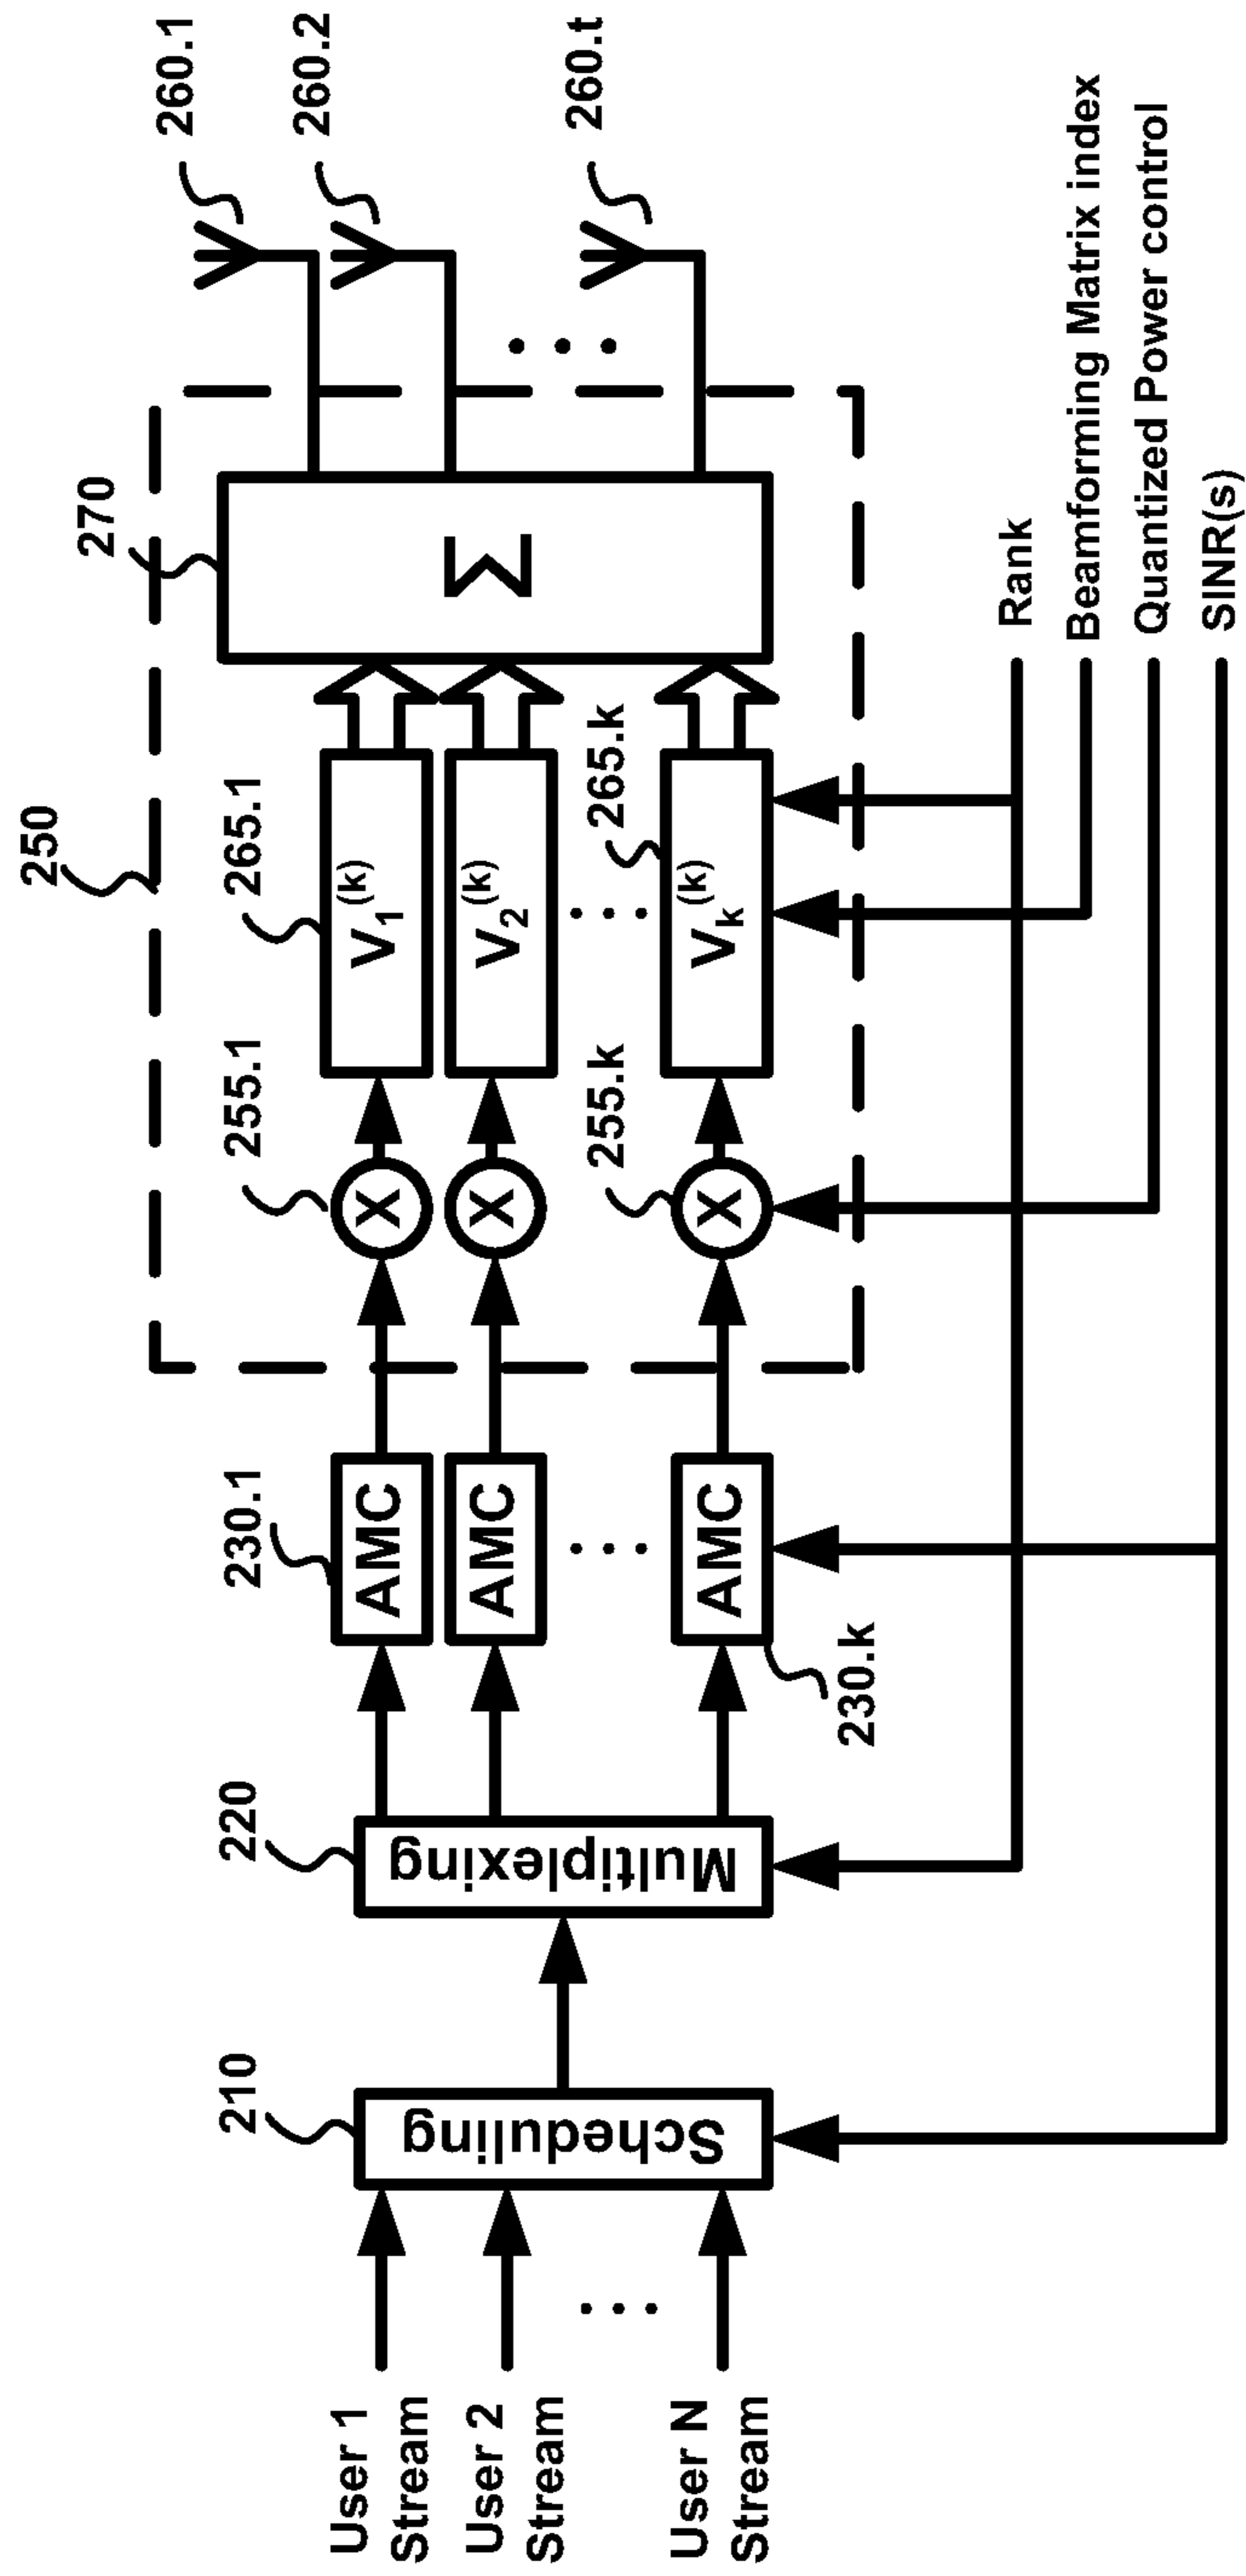 User 1
Stream
User 2
Stream
User N
Stream
210
Scheduling
220
Multiplexing
230.1
AMC
AMC
AMC
230.k
250
255.1
X
X
255.k
X
265.1
V1(k)
V2(k)
265.k
Vk(k)
270
Σ
260.1
260.2
260.t
Rank
Beamforming Matrix index
Quantized Power control
SINR(s)